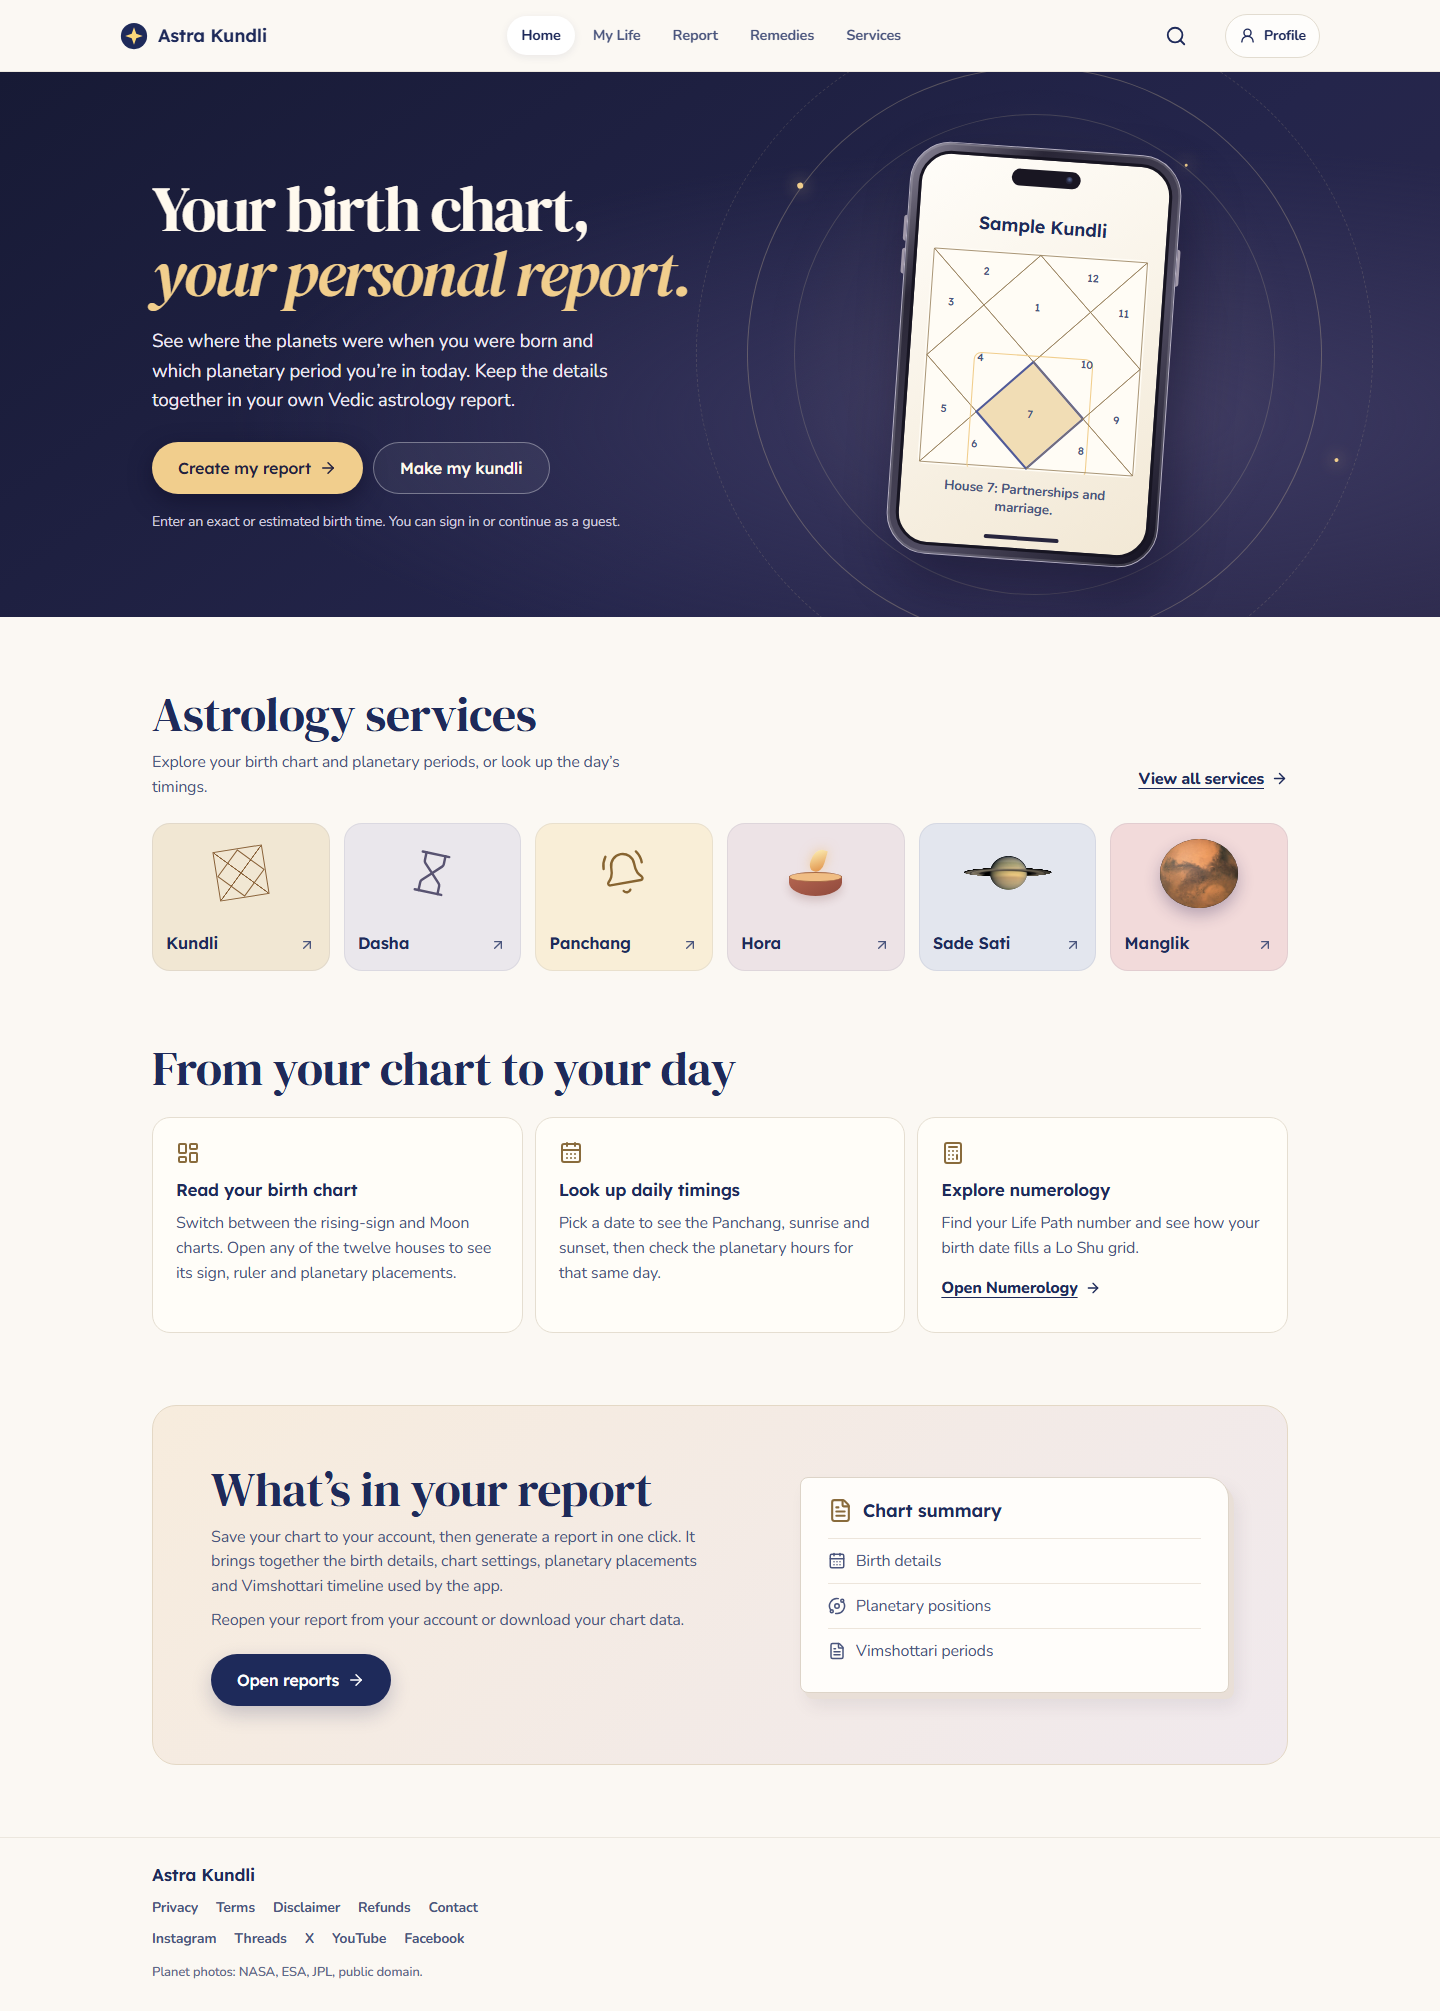 Astra Kundli
Home
My Life
Report
Remedies
Services
Profile
Your birth chart,
your personal report.
See where the planets were when you were born and
which planetary period you’re in today. Keep the details
together in your own Vedic astrology report.
Create my report
Make my kundli
Enter an exact or estimated birth time. You can sign in or continue as a guest.
Sample Kundli
2
12
3
1
11
4
10
5
7
9
6
8
House 7: Partnerships and
marriage.
Astrology services
Explore your birth chart and planetary periods, or look up the day’s
timings.
View all services
Kundli
Dasha
Panchang
Hora
Sade Sati
Manglik
From your chart to your day
Read your birth chart
Switch between the rising-sign and Moon
charts. Open any of the twelve houses to see
its sign, ruler and planetary placements.
Look up daily timings
Pick a date to see the Panchang, sunrise and
sunset, then check the planetary hours for
that same day.
Explore numerology
Find your Life Path number and see how your
birth date fills a Lo Shu grid.
Open Numerology
What’s in your report
Save your chart to your account, then generate a report in one click. It
brings together the birth details, chart settings, planetary placements
and Vimshottari timeline used by the app.
Reopen your report from your account or download your chart data.
Open reports
Chart summary
Birth details
Planetary positions
Vimshottari periods
Astra Kundli
Privacy
Terms
Disclaimer
Refunds
Contact
Instagram
Threads
X
YouTube
Facebook
Planet photos: NASA, ESA, JPL, public domain.